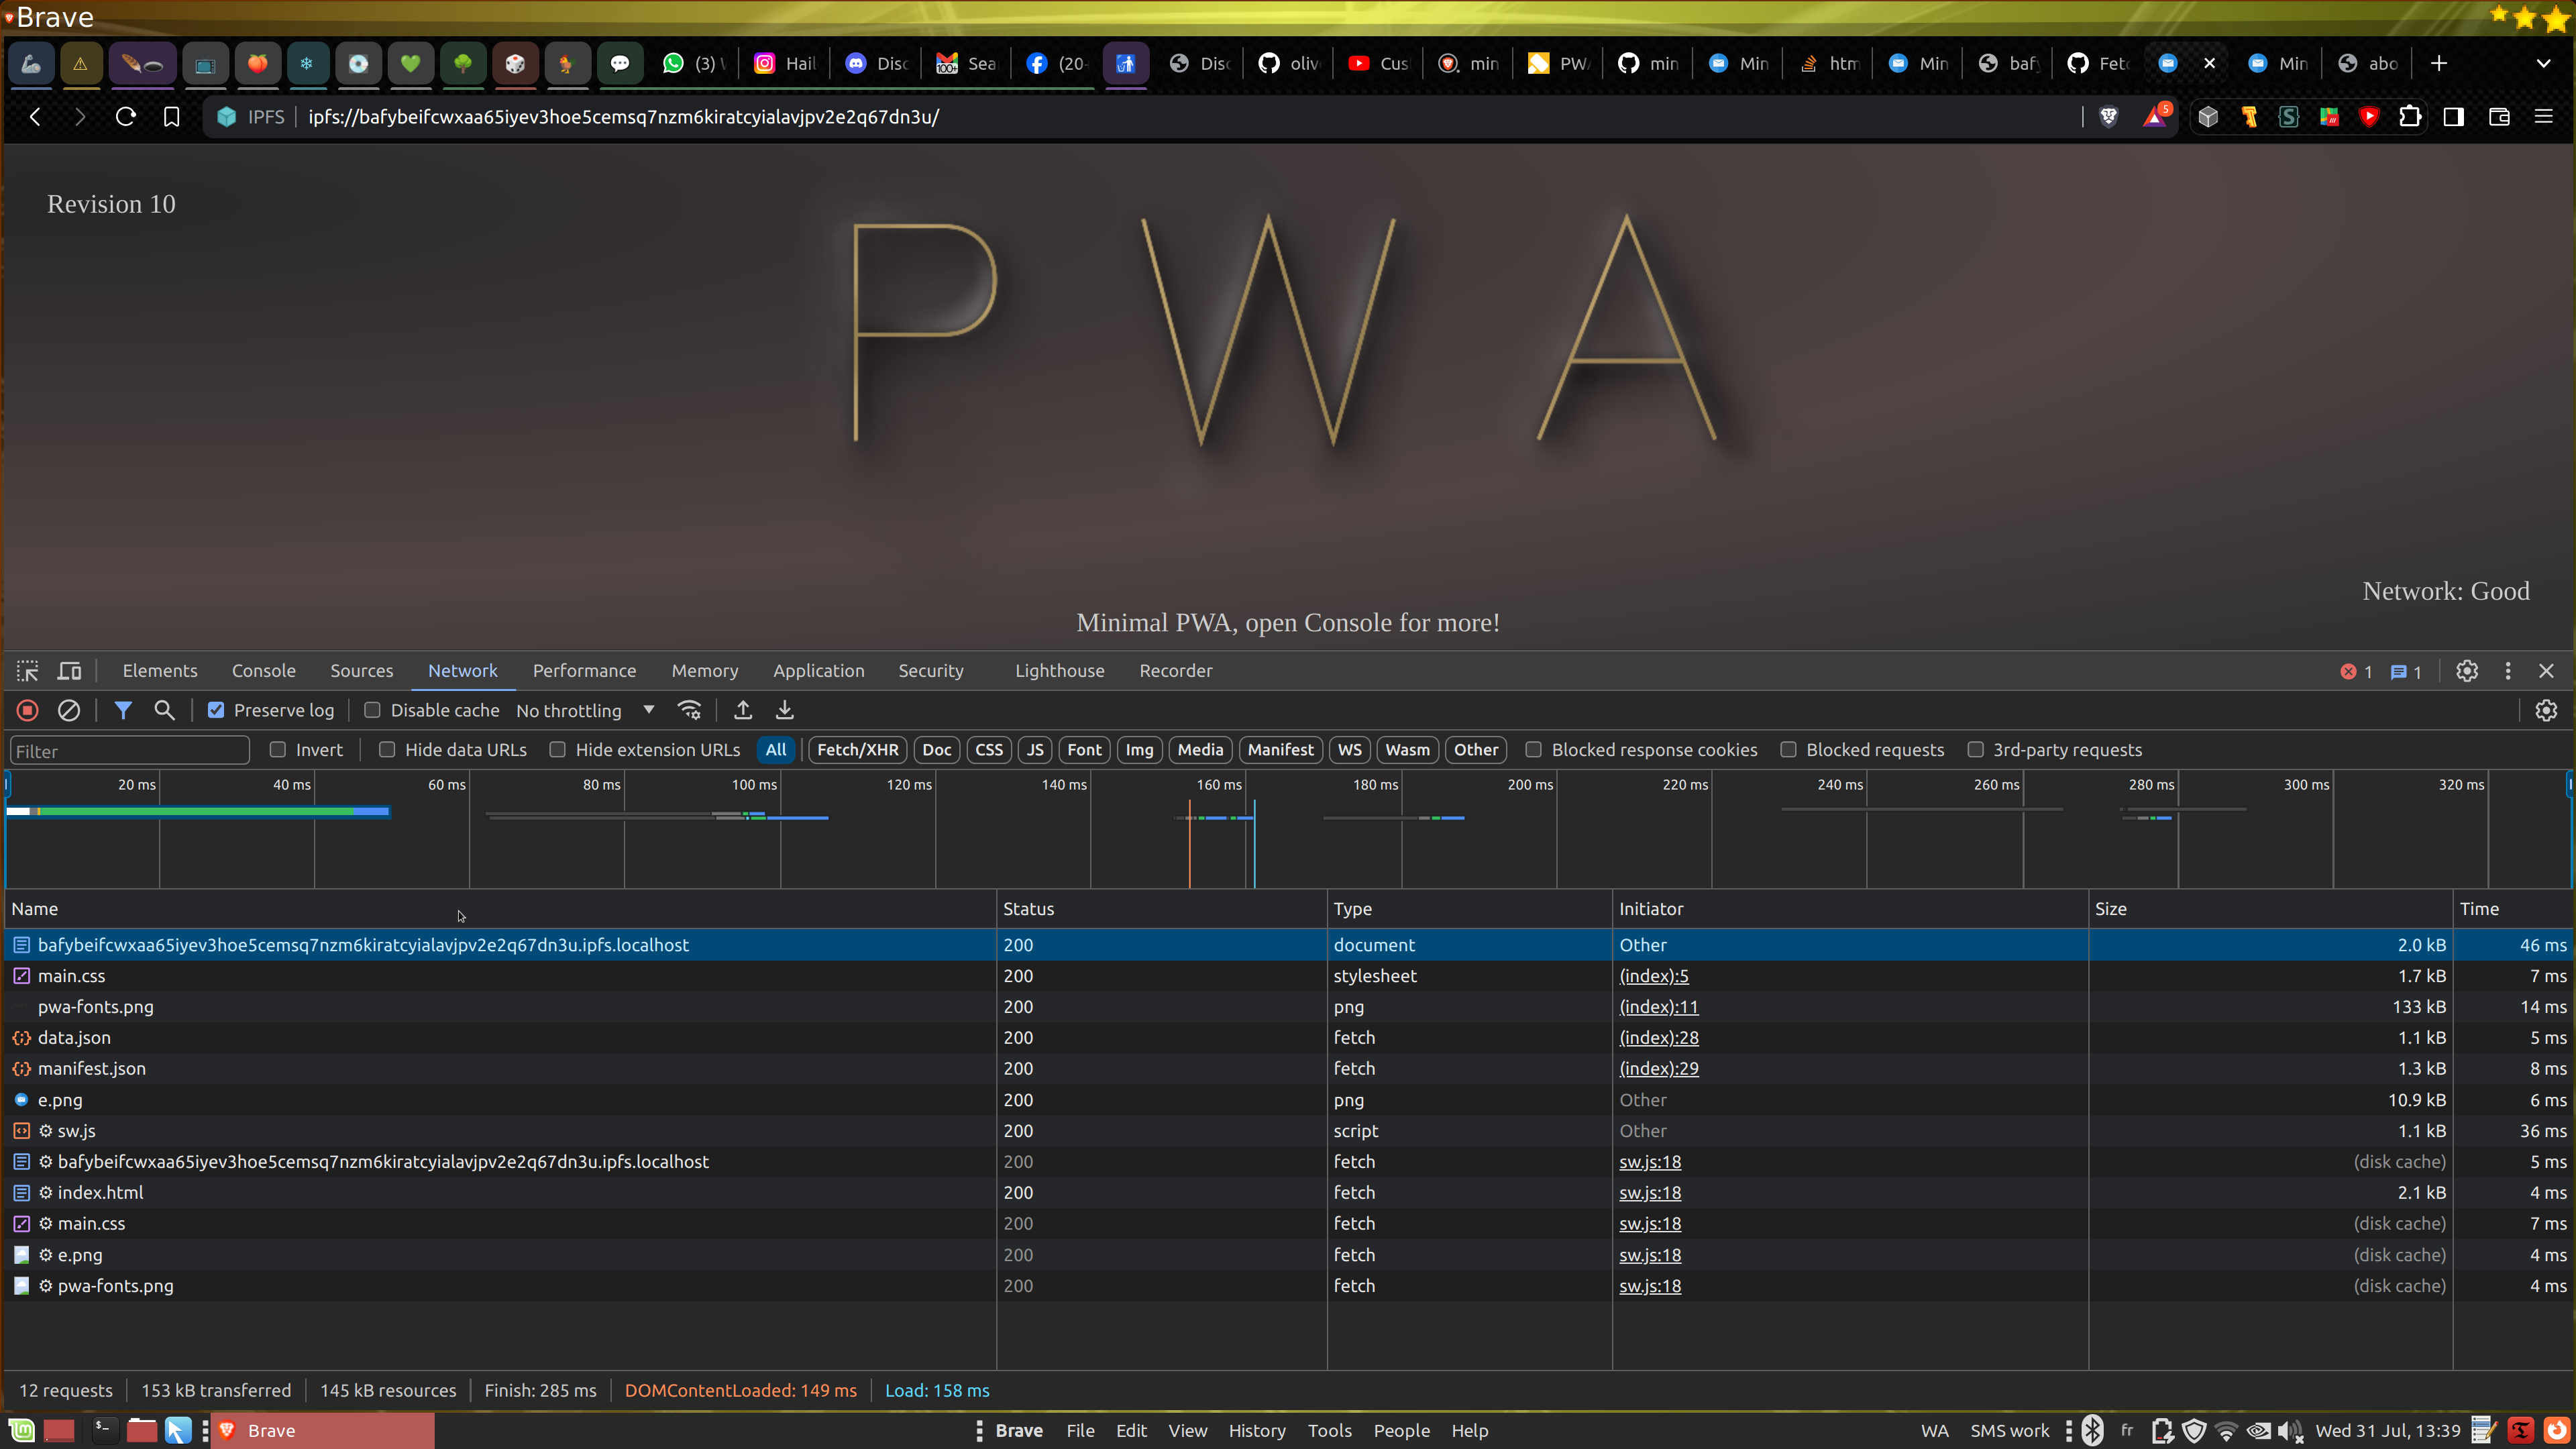 Brave
(3) W
Hail
Disc
Sea
(20
Disc
oliv
Cus
min
PW
min
Min
htm
Min
baf
Fetc
Min
abo
IPFS
ipfs://bafybeifcwxaa65iyev3hoe5cemsq7nzm6kiratcyialavjpv2e2q67dn3u/
5
Revision 10
PWA
Network: Good
Minimal PWA, open Console for more!
Elements Console Sources Network Performance Memory Application Security Lighthouse Recorder 1 1
Preserve log Disable cache No throttling
Filter Invert Hide data URLs Hide extension URLs All Fetch/XHR Doc CSS JS Font Img Media Manifest WS Wasm Other Blocked response cookies Blocked requests 3rd-party requests
20 ms 40 ms 60 ms 80 ms 100 ms 120 ms 140 ms 160 ms 180 ms 200 ms 220 ms 240 ms 260 ms 280 ms 300 ms 320 ms
Name Status Type Initiator Size Time
bafybeifcwxaa65iyev3hoe5cemsq7nzm6kiratcyialavjpv2e2q67dn3u.ipfs.localhost 200 document Other 2.0 kB 46 ms
main.css 200 stylesheet (index):5 1.7 kB 7 ms
pwa-fonts.png 200 png (index):11 133 kB 14 ms
data.json 200 fetch (index):28 1.1 kB 5 ms
manifest.json 200 fetch (index):29 1.3 kB 8 ms
e.png 200 png Other 10.9 kB 6 ms
sw.js 200 script Other 1.1 kB 36 ms
bafybeifcwxaa65iyev3hoe5cemsq7nzm6kiratcyialavjpv2e2q67dn3u.ipfs.localhost 200 fetch sw.js:18 (disk cache) 5 ms
index.html 200 fetch sw.js:18 2.1 kB 4 ms
main.css 200 fetch sw.js:18 (disk cache) 7 ms
e.png 200 fetch sw.js:18 (disk cache) 4 ms
pwa-fonts.png 200 fetch sw.js:18 (disk cache) 4 ms
12 requests 153 kB transferred 145 kB resources Finish: 285 ms DOMContentLoaded: 149 ms Load: 158 ms
Brave Brave File Edit View History Tools People Help WA SMS work fr Wed 31 Jul, 13:39